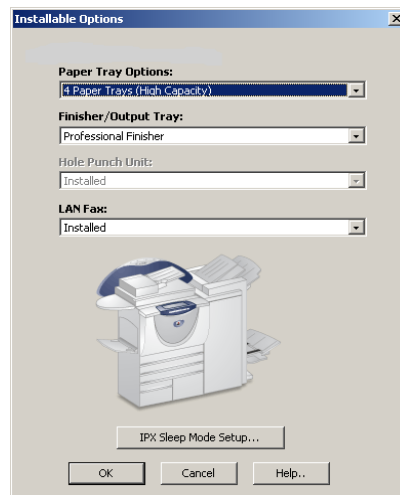 Installable Options
Paper Tray Options:
4 Paper Trays (High Capacity)
Finisher/Output Tray:
Professional Finisher
Hole Punch Unit:
Installed
LAN Fax:
Installed
IPX Sleep Mode Setup...
OK Cancel Help..